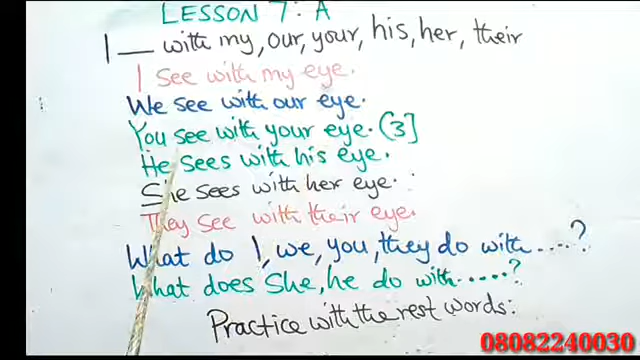 LESSON 7: A
I __ with my, our, your, his, her, their
I see with my eye.
We see with our eye.
You see with your eye. (3]
He sees with his eye.
She sees with her eye.
They see with their eye.
What do I, we, you, they do with....?
What does She, he do with.....?
Practice with the rest words:
08082240030